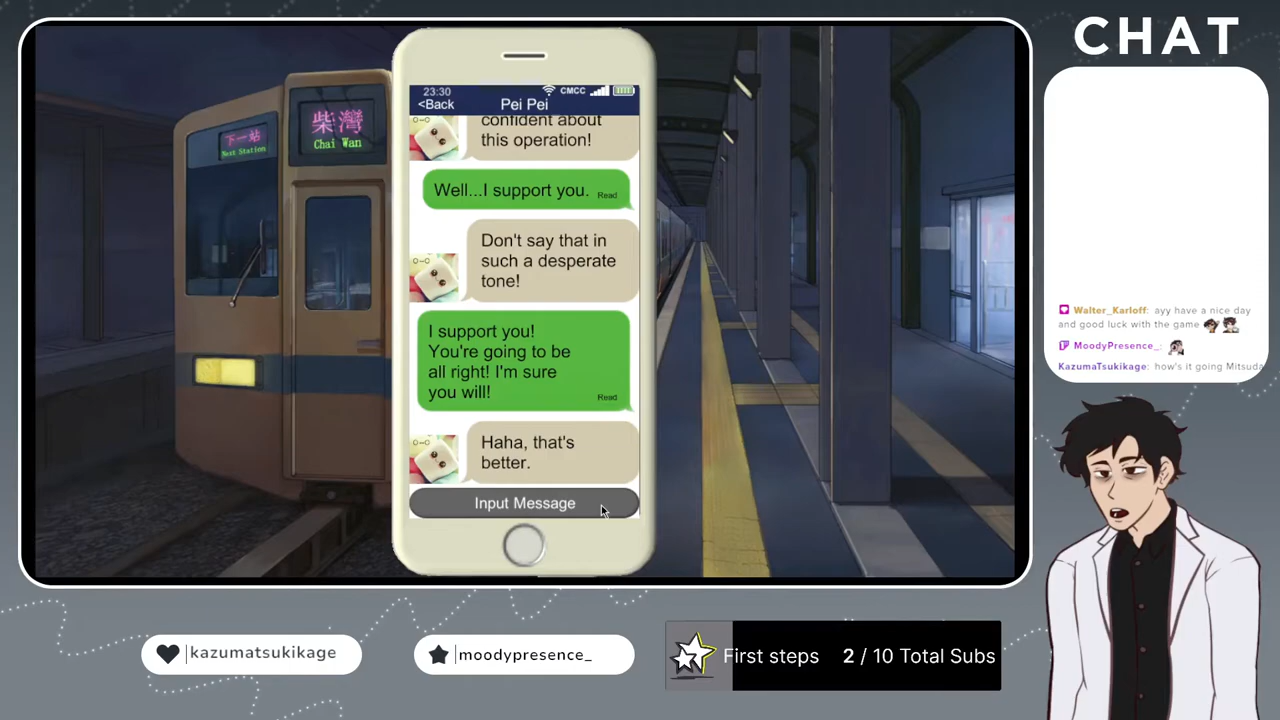 CHAT
下一站
Next Station
柴灣
Chai Wan
23:30
CMCC
<Back
Pei Pei
confident about
this operation!
Well...I support you.
Read
Don't say that in
such a desperate
tone!
I support you!
You're going to be
all right! I'm sure
you will!
Read
Haha, that's
better.
Input Message
Walter_Karloff: ayy have a nice day
and good luck with the game
MoodyPresence_:
KazumaTsukikage: how's it going Mitsuda
kazumatsukikage
moodypresence_
First steps
2 / 10 Total Subs